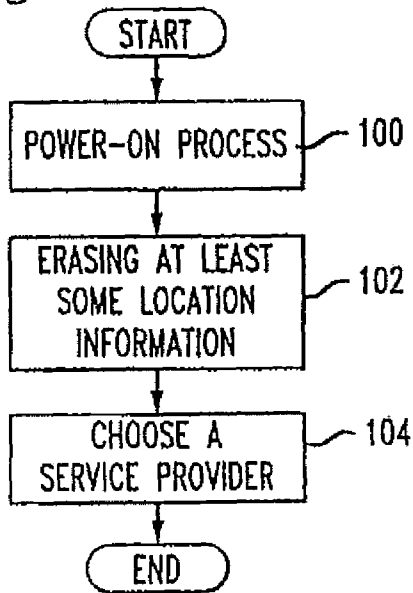 START
POWER-ON PROCESS
100
ERASING AT LEAST
SOME LOCATION
INFORMATION
102
CHOOSE A
SERVICE PROVIDER
104
END